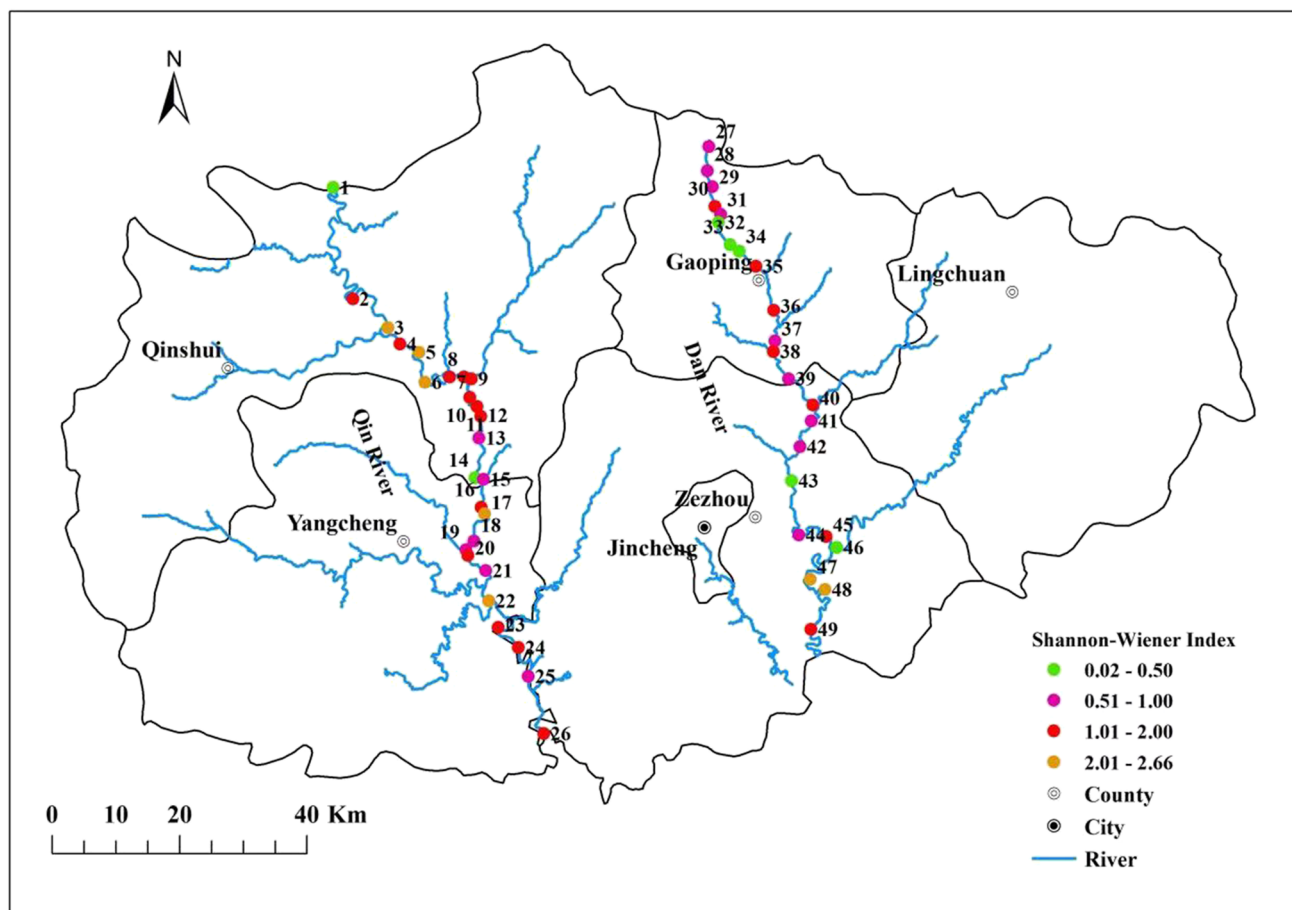 N
27
28
29
30
31
32
33
34
Gaoping
35
Lingchuan
1
2
3
4
5
6
Qinshui
8
7
9
10
12
11
13
14
15
16
17
18
19
20
21
22
23
24
25
26
Qin River
Yangcheng
36
37
38
39
Dan River
40
41
42
43
Zezhou
Jincheng
44
45
46
47
48
49
Shannon-Wiener Index
0.02 - 0.50
0.51 - 1.00
1.01 - 2.00
2.01 - 2.66
County
City
River
0 10 20 40 Km